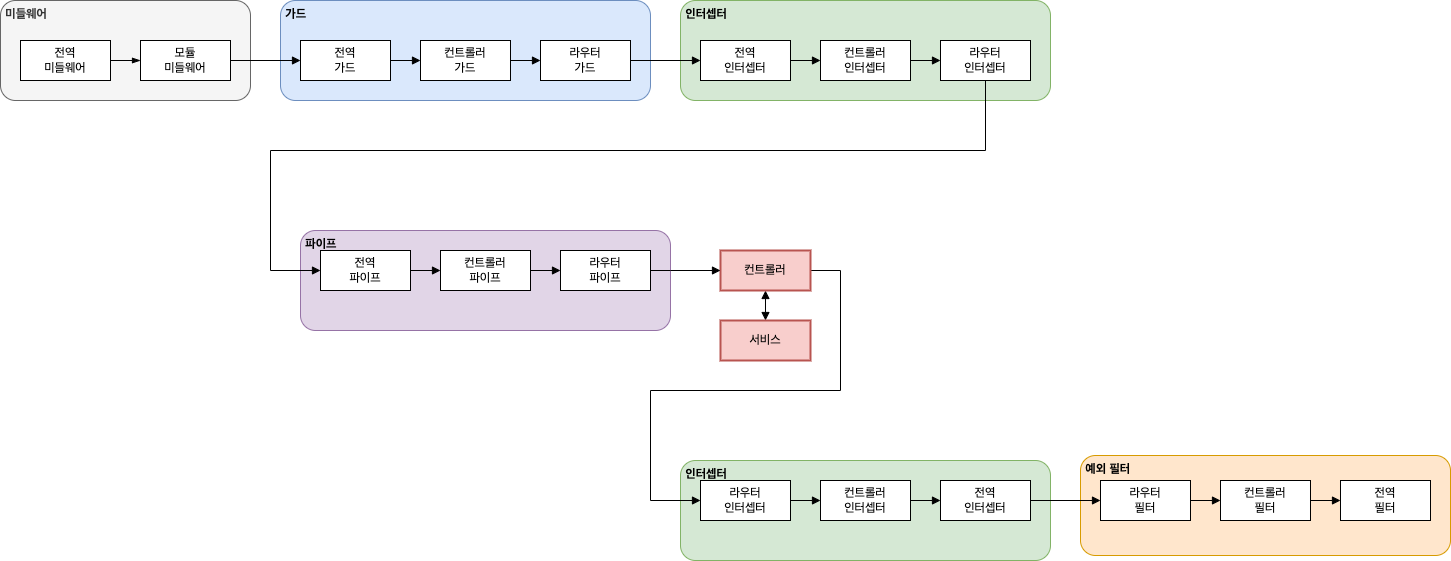 미들웨어
전역
미들웨어
모듈
미들웨어
가드
전역
가드
컨트롤러
가드
라우터
가드
인터셉터
전역
인터셉터
컨트롤러
인터셉터
라우터
인터셉터
파이프
전역
파이프
컨트롤러
파이프
라우터
파이프
컨트롤러
서비스
인터셉터
라우터
인터셉터
컨트롤러
인터셉터
전역
인터셉터
예외 필터
라우터
필터
컨트롤러
필터
전역
필터